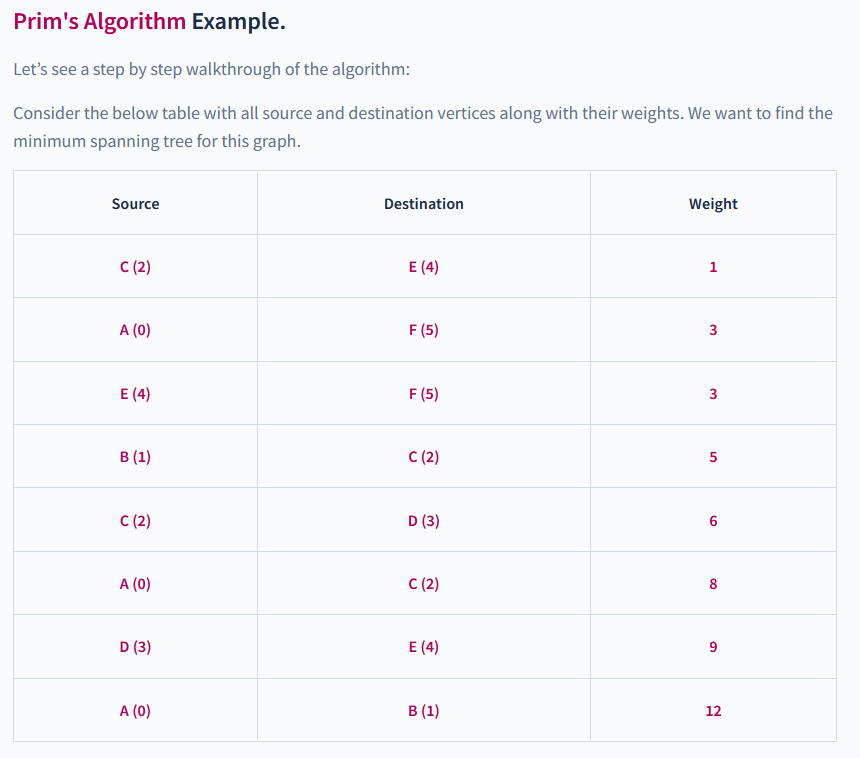 Prim's Algorithm Example.
Let’s see a step by step walkthrough of the algorithm:
Consider the below table with all source and destination vertices along with their weights. We want to find the
minimum spanning tree for this graph.
Source Destination Weight
C (2) E (4) 1
A (0) F (5) 3
E (4) F (5) 3
B (1) C (2) 5
C (2) D (3) 6
A (0) C (2) 8
D (3) E (4) 9
A (0) B (1) 12